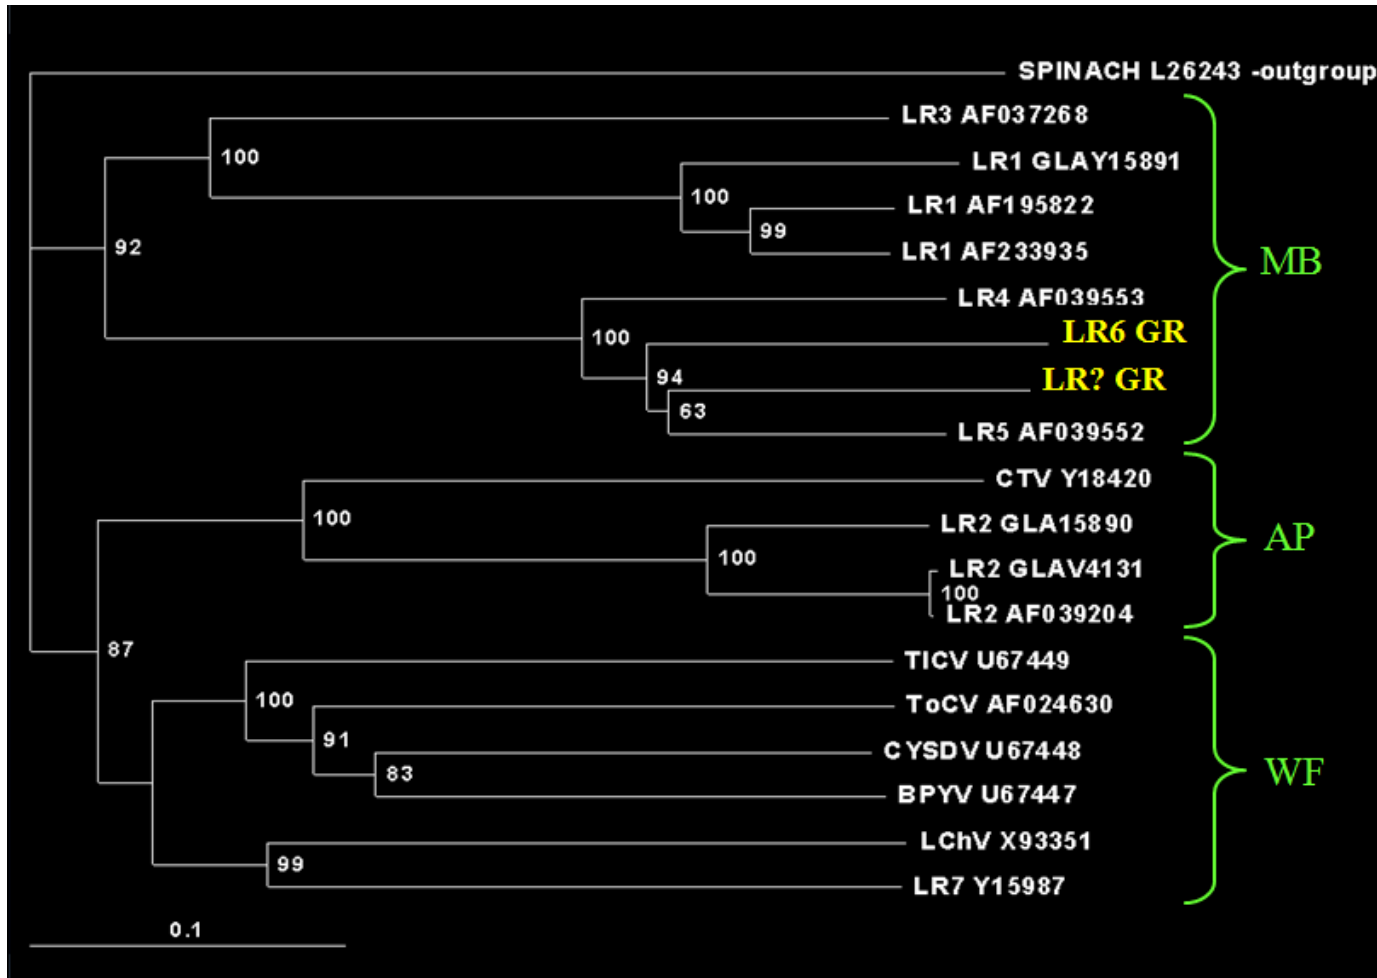 SPINACH L26243 -outgroup
LR3 AF037268
100
LR1 GLAY15891
100
LR1 AF195822
99
LR1 AF233935
92
MB
LR4 AF039553
100
LR6 GR
94
LR? GR
63
LR5 AF039552
CTV Y18420
100
LR2 GLA15890
AP
100
LR2 GLAV4131
100
LR2 AF039204
87
TICV U67449
100
ToCV AF024630
91
CYSDV U67448
83
WF
BPYV U67447
LChV X93351
99
LR7 Y15987
0.1